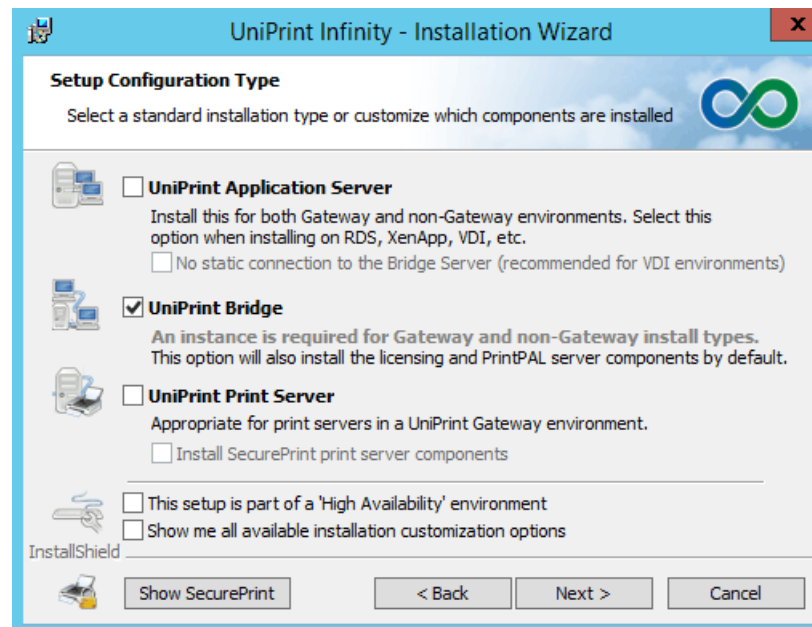 UniPrint Infinity - Installation Wizard
x
Setup Configuration Type
Select a standard installation type or customize which components are installed
UniPrint Application Server
Install this for both Gateway and non-Gateway environments. Select this
option when installing on RDS, XenApp, VDI, etc.
No static connection to the Bridge Server (recommended for VDI environments)
UniPrint Bridge
An instance is required for Gateway and non-Gateway install types.
This option will also install the licensing and PrintPAL server components by default.
UniPrint Print Server
Appropriate for print servers in a UniPrint Gateway environment.
Install SecurePrint print server components
This setup is part of a 'High Availability' environment
Show me all available installation customization options
InstallShield
Show SecurePrint
< Back
Next >
Cancel